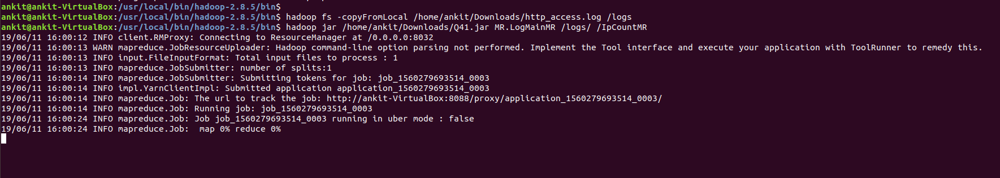 ankit@ankit-VirtualBox:/usr/local/bin/hadoop-2.8.5/bin$
ankit@ankit-VirtualBox:/usr/local/bin/hadoop-2.8.5/bin$ hadoop fs -copyFromLocal /home/ankit/Downloads/http_access.log /logs
ankit@ankit-VirtualBox:/usr/local/bin/hadoop-2.8.5/bin$ hadoop jar /home/ankit/Downloads/Q41.jar MR.LogMainMR /logs/ /IpCountMR
19/06/11 16:00:12 INFO client.RMProxy: Connecting to ResourceManager at /0.0.0.0:8032
19/06/11 16:00:13 WARN mapreduce.JobResourceUploader: Hadoop command-line option parsing not performed. Implement the Tool interface and execute your application with ToolRunner to remedy this.
19/06/11 16:00:13 INFO input.FileInputFormat: Total input files to process : 1
19/06/11 16:00:13 INFO mapreduce.JobSubmitter: number of splits:1
19/06/11 16:00:14 INFO mapreduce.JobSubmitter: Submitting tokens for job: job_1560279693514_0003
19/06/11 16:00:14 INFO impl.YarnClientImpl: Submitted application application_1560279693514_0003
19/06/11 16:00:14 INFO mapreduce.Job: The url to track the job: http://ankit-VirtualBox:8088/proxy/application_1560279693514_0003/
19/06/11 16:00:14 INFO mapreduce.Job: Running job: job_1560279693514_0003
19/06/11 16:00:24 INFO mapreduce.Job: Job job_1560279693514_0003 running in uber mode : false
19/06/11 16:00:24 INFO mapreduce.Job:  map 0% reduce 0%